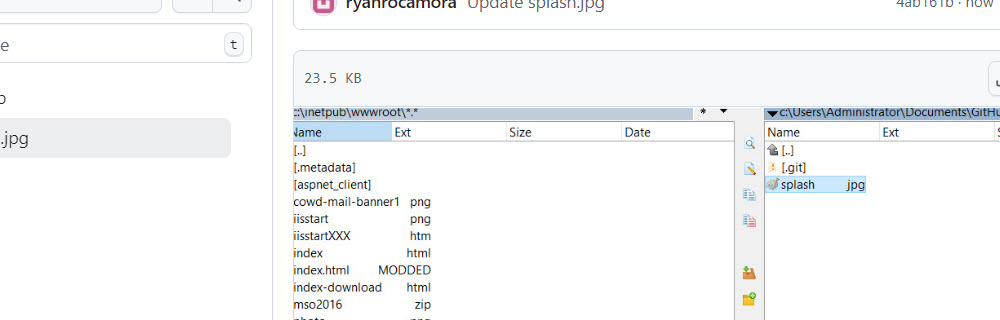 ryanrocamora Update splash.jpg
4ab161b · now
e
t
23.5 KB
.jpg
c:\inetpub\wwwroot\*.*
*
c:\Users\Administrator\Documents\GitHu
Name Ext Size Date
Name Ext S
[..]
[..]
[.metadata]
[.git]
[aspnet_client]
splash jpg
cowd-mail-banner1 png
iisstart png
iisstartXXX htm
index html
index.html MODDED
index-download html
mso2016 zip